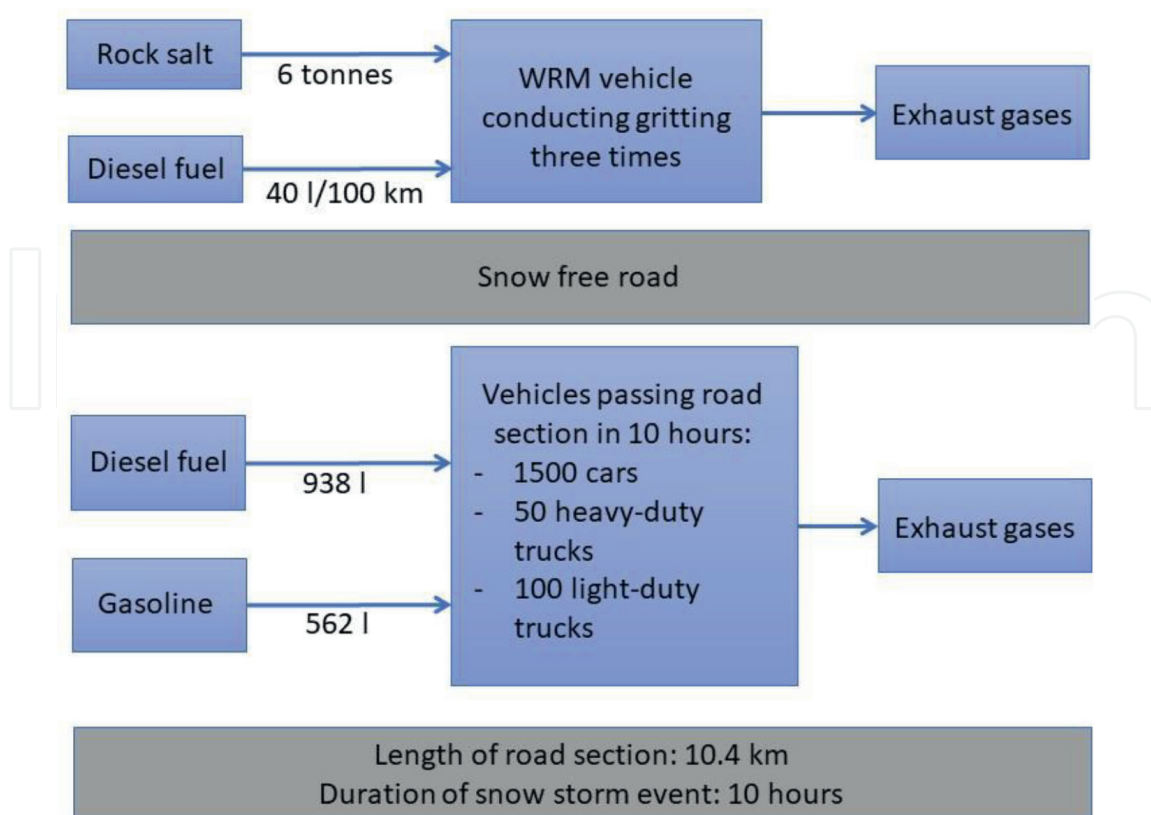 Rock salt
6 tonnes
Diesel fuel
40 l/100 km
WRM vehicle
conducting gritting
three times
Exhaust gases
Snow free road
Diesel fuel
938 l
Gasoline
562 l
Vehicles passing road
section in 10 hours:
- 1500 cars
- 50 heavy-duty
trucks
- 100 light-duty
trucks
Exhaust gases
Length of road section: 10.4 km
Duration of snow storm event: 10 hours